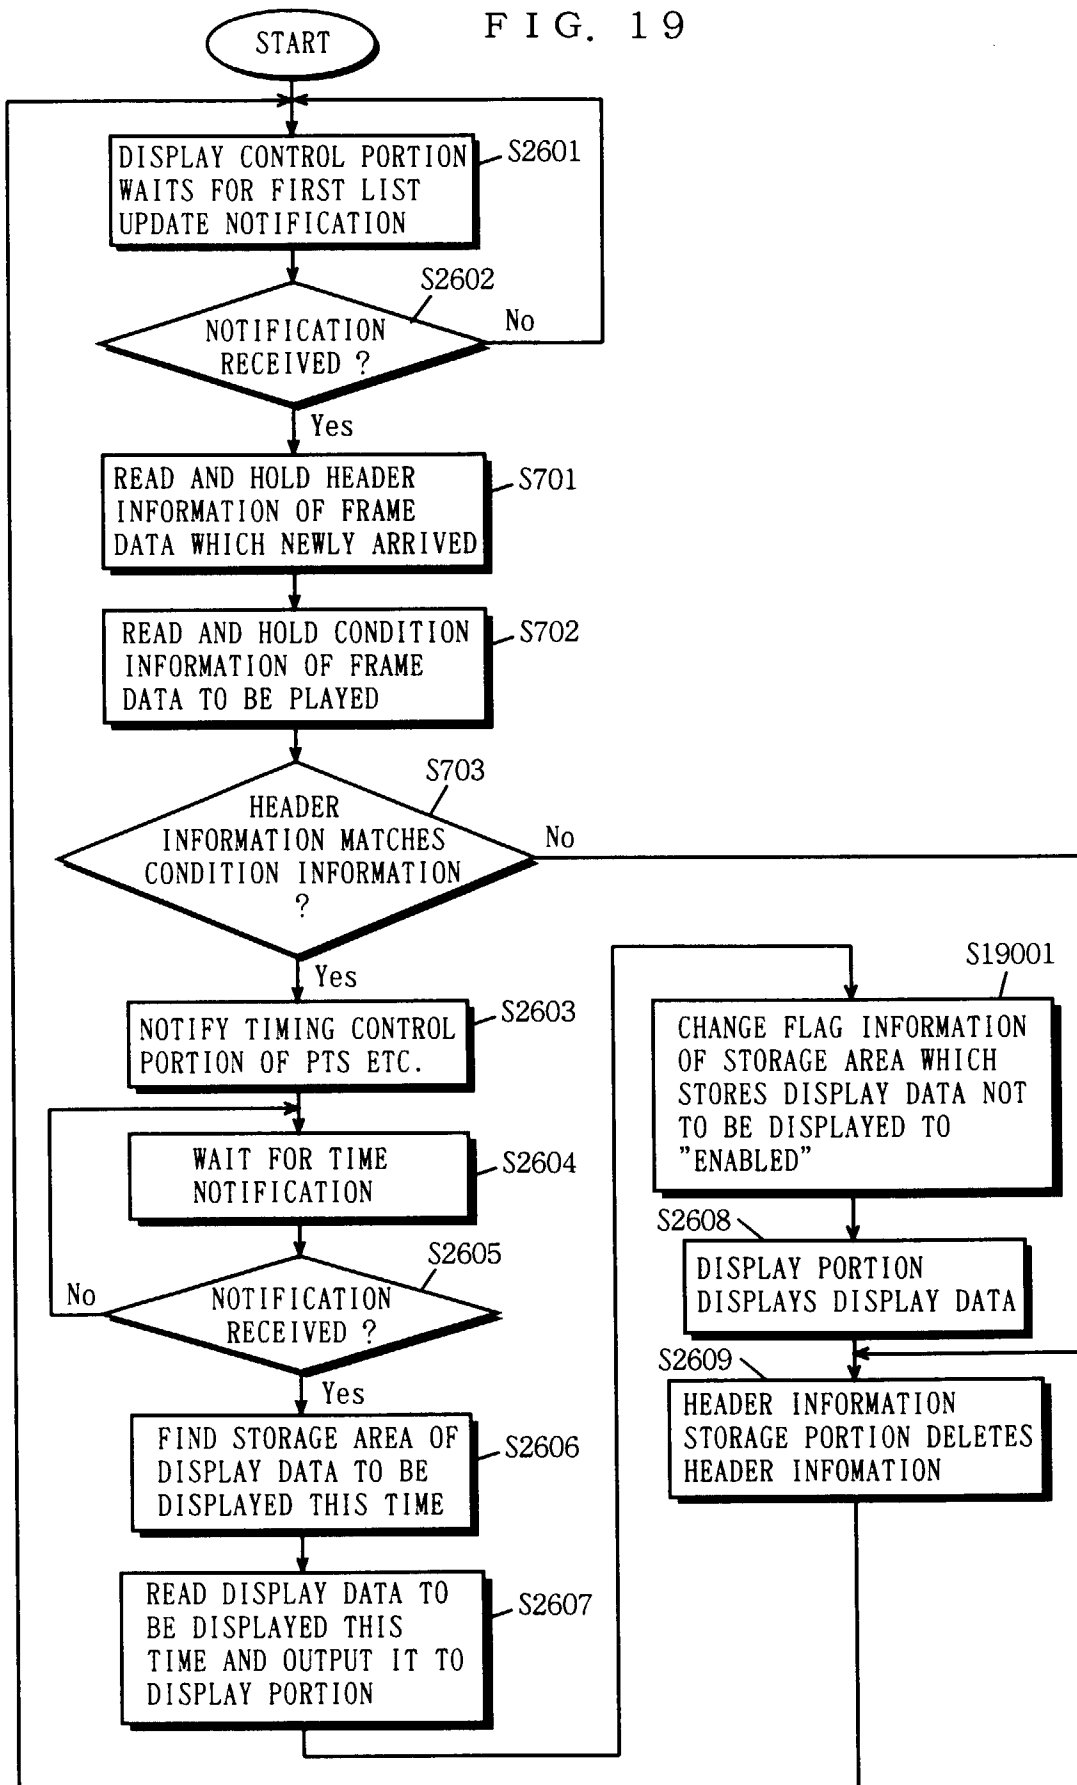 FIG. 19
START
DISPLAY CONTROL PORTION
WAITS FOR FIRST LIST
UPDATE NOTIFICATION
S2601
S2602
NOTIFICATION
RECEIVED ?
No
Yes
READ AND HOLD HEADER
INFORMATION OF FRAME
DATA WHICH NEWLY ARRIVED
S701
READ AND HOLD CONDITION
INFORMATION OF FRAME
DATA TO BE PLAYED
S702
S703
HEADER
INFORMATION MATCHES
CONDITION INFORMATION
?
No
Yes
NOTIFY TIMING CONTROL
PORTION OF PTS ETC.
S2603
WAIT FOR TIME
NOTIFICATION
S2604
S2605
NOTIFICATION
RECEIVED ?
No
Yes
FIND STORAGE AREA OF
DISPLAY DATA TO BE
DISPLAYED THIS TIME
S2606
READ DISPLAY DATA TO
BE DISPLAYED THIS
TIME AND OUTPUT IT TO
DISPLAY PORTION
S2607
S19001
CHANGE FLAG INFORMATION
OF STORAGE AREA WHICH
STORES DISPLAY DATA NOT
TO BE DISPLAYED TO
"ENABLED"
S2608
DISPLAY PORTION
DISPLAYS DISPLAY DATA
S2609
HEADER INFORMATION
STORAGE PORTION DELETES
HEADER INFOMATION